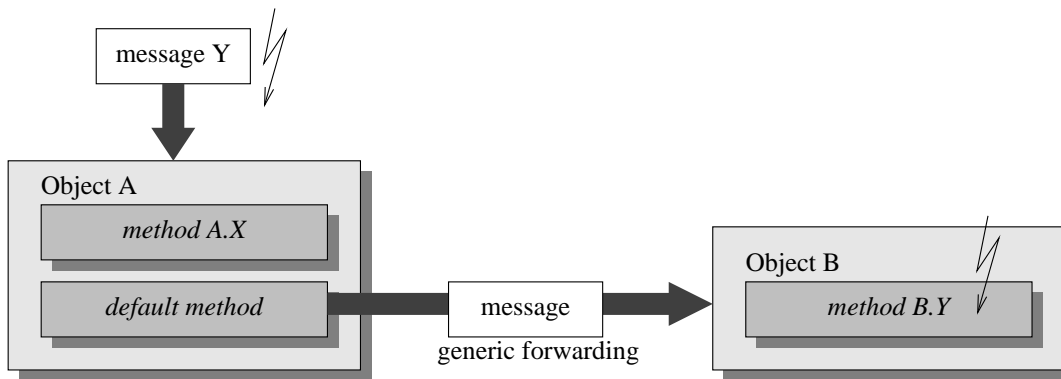 message Y
Object A
method A.X
default method
message
generic forwarding
Object B
method B.Y